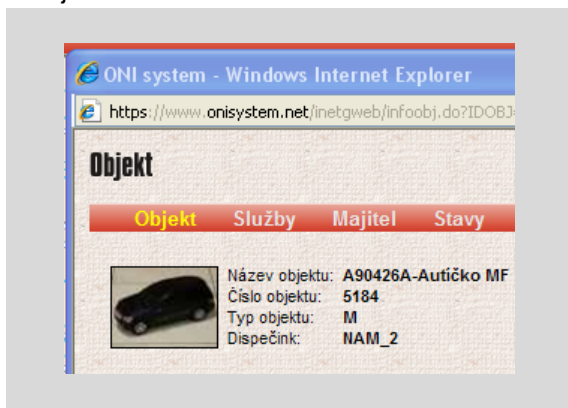 ONI system - Windows Internet Explorer
https://www.onisystem.net/inetgweb/infoobj.do?IDOBJ
Objekt
Objekt Služby Majitel Stavy
Název objektu: A90426A-Autíčko MF
Číslo objektu: 5184
Typ objektu: M
Dispečink: NAM_2